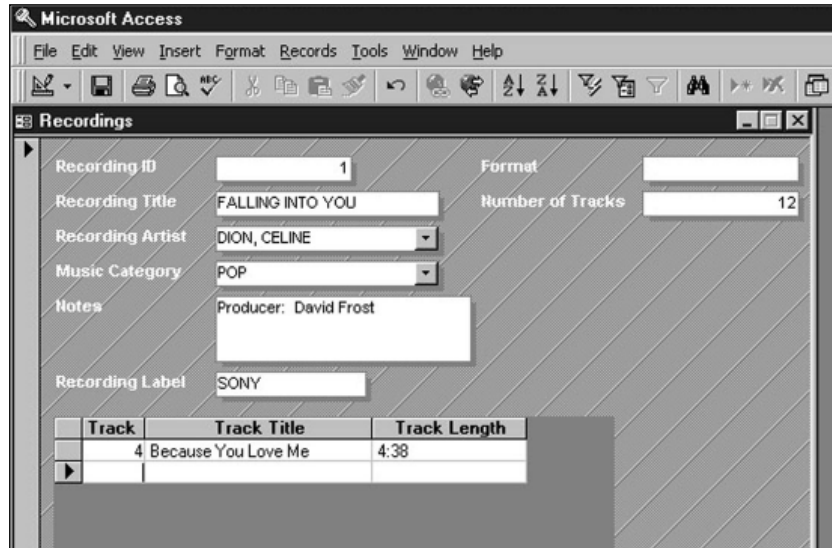 Microsoft Access
File Edit View Insert Format Records Tools Window Help
ABC
A Z Z A
Recordings
Recording ID 1 Format
Recording Title FALLING INTO YOU Number of Tracks 12
Recording Artist DION, CELINE
Music Category POP
Notes Producer: David Frost
Recording Label SONY
Track Track Title Track Length
4 Because You Love Me 4:38